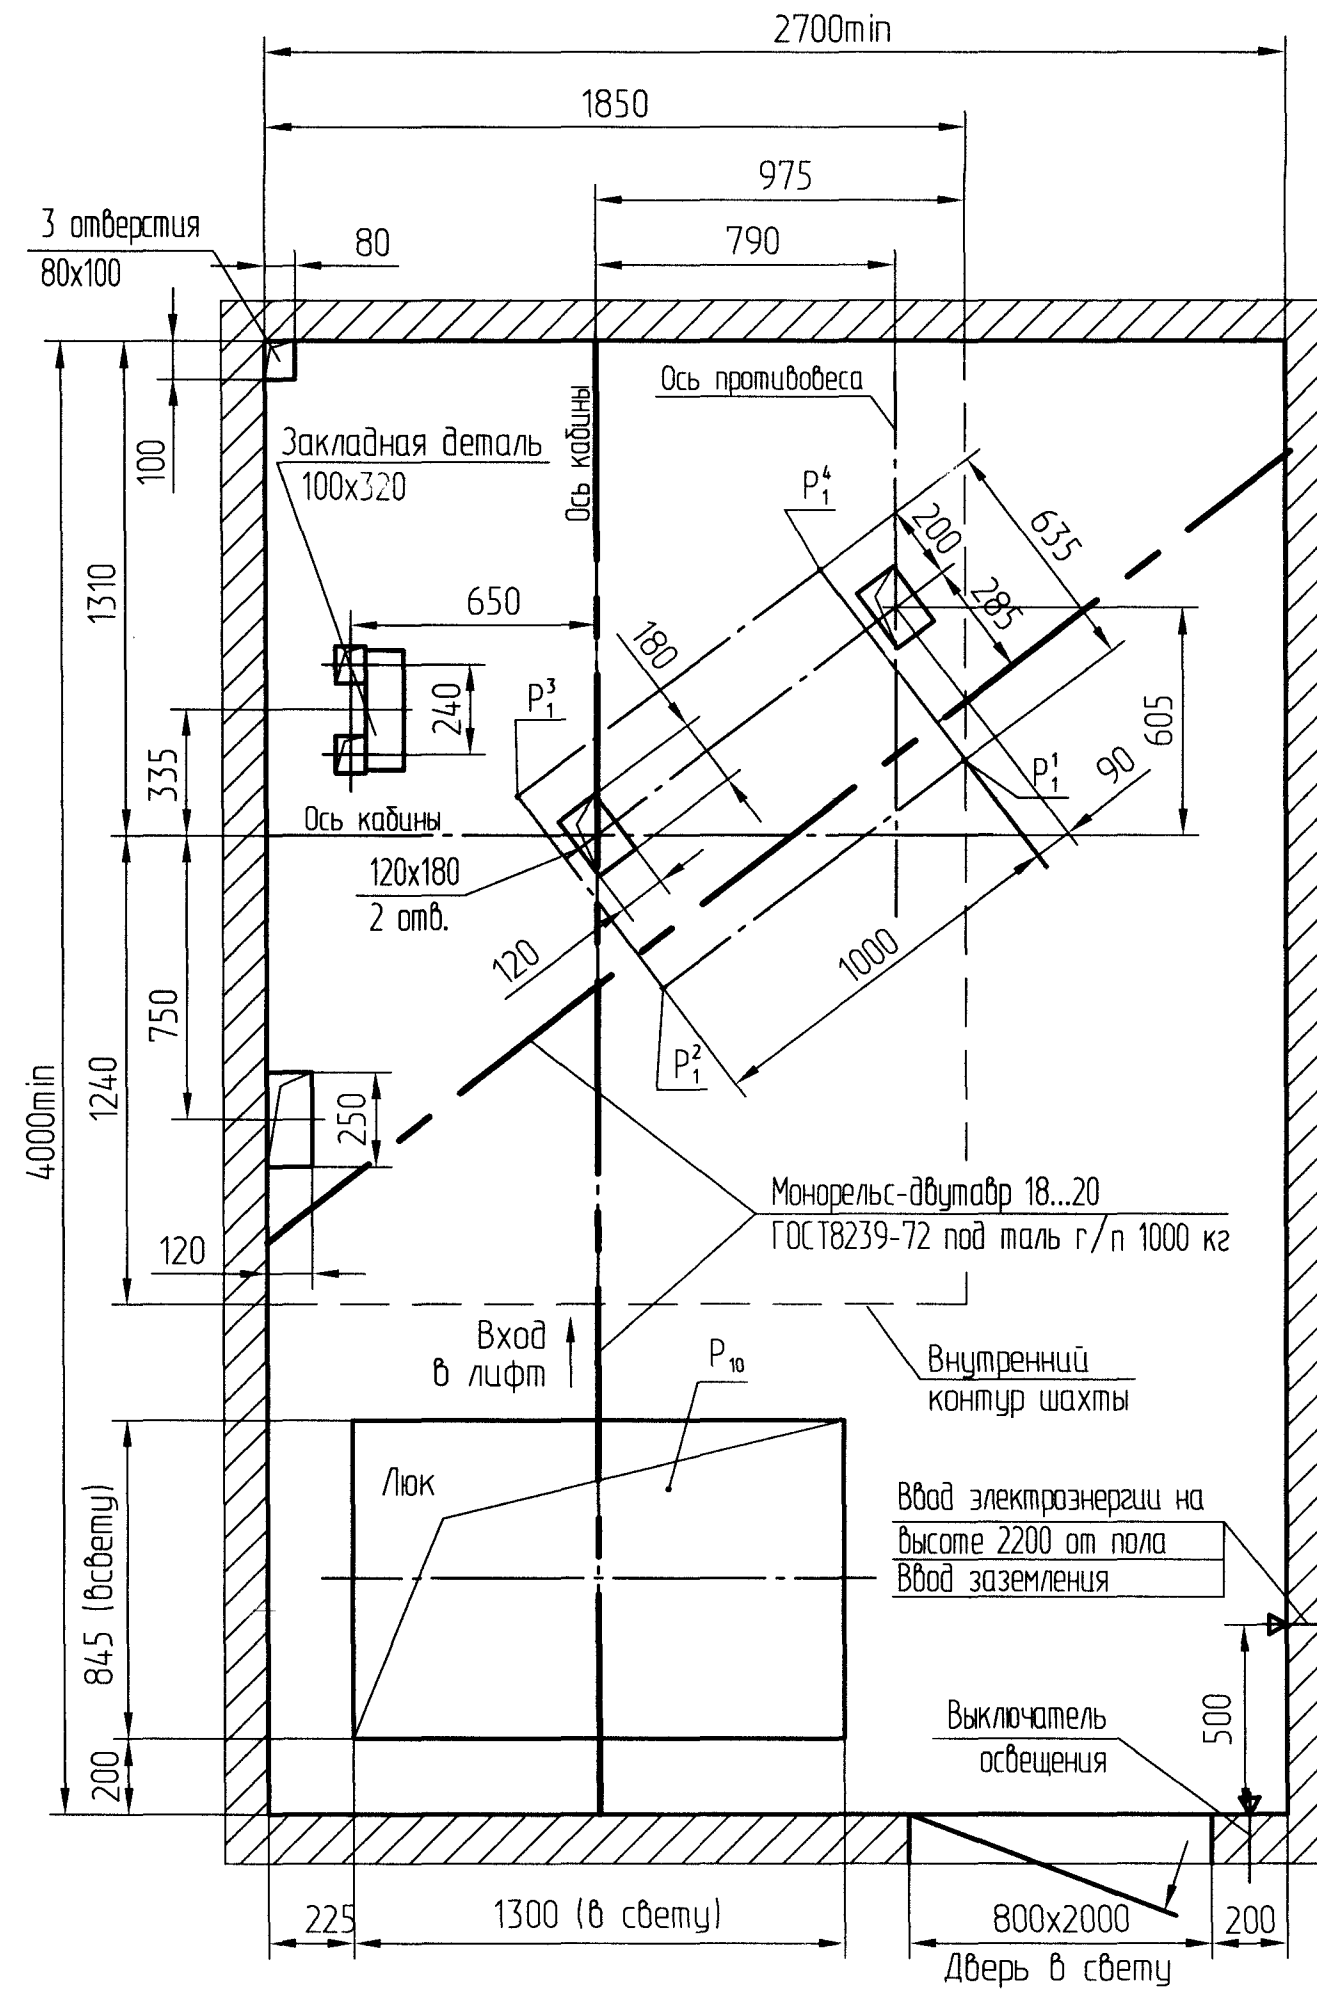 2700min
1850
975
790
3 отверстия
80х100
80
100
1310
335
750
1240
4000min
Ось кабины
Ось противовеса
Закладная деталь
100х320
650
240
180
P₁⁴
200
635
285
605
90
P₁³
P₁¹
Ось кабины
120х180
2 отв.
120
1000
P₁²
250
120
Монорельс-двутавр 18...20
ГОСТ8239-72 под таль г/п 1000 кг
Вход
в лифт
P₁₀
Внутренний
контур шахты
Люк
845 (всвету)
200
Ввод электроэнергии на
высоте 2200 от пола
Ввод заземления
500
Выключатель
освещения
225
1300 (в свету)
800х2000
200
Дверь в свету